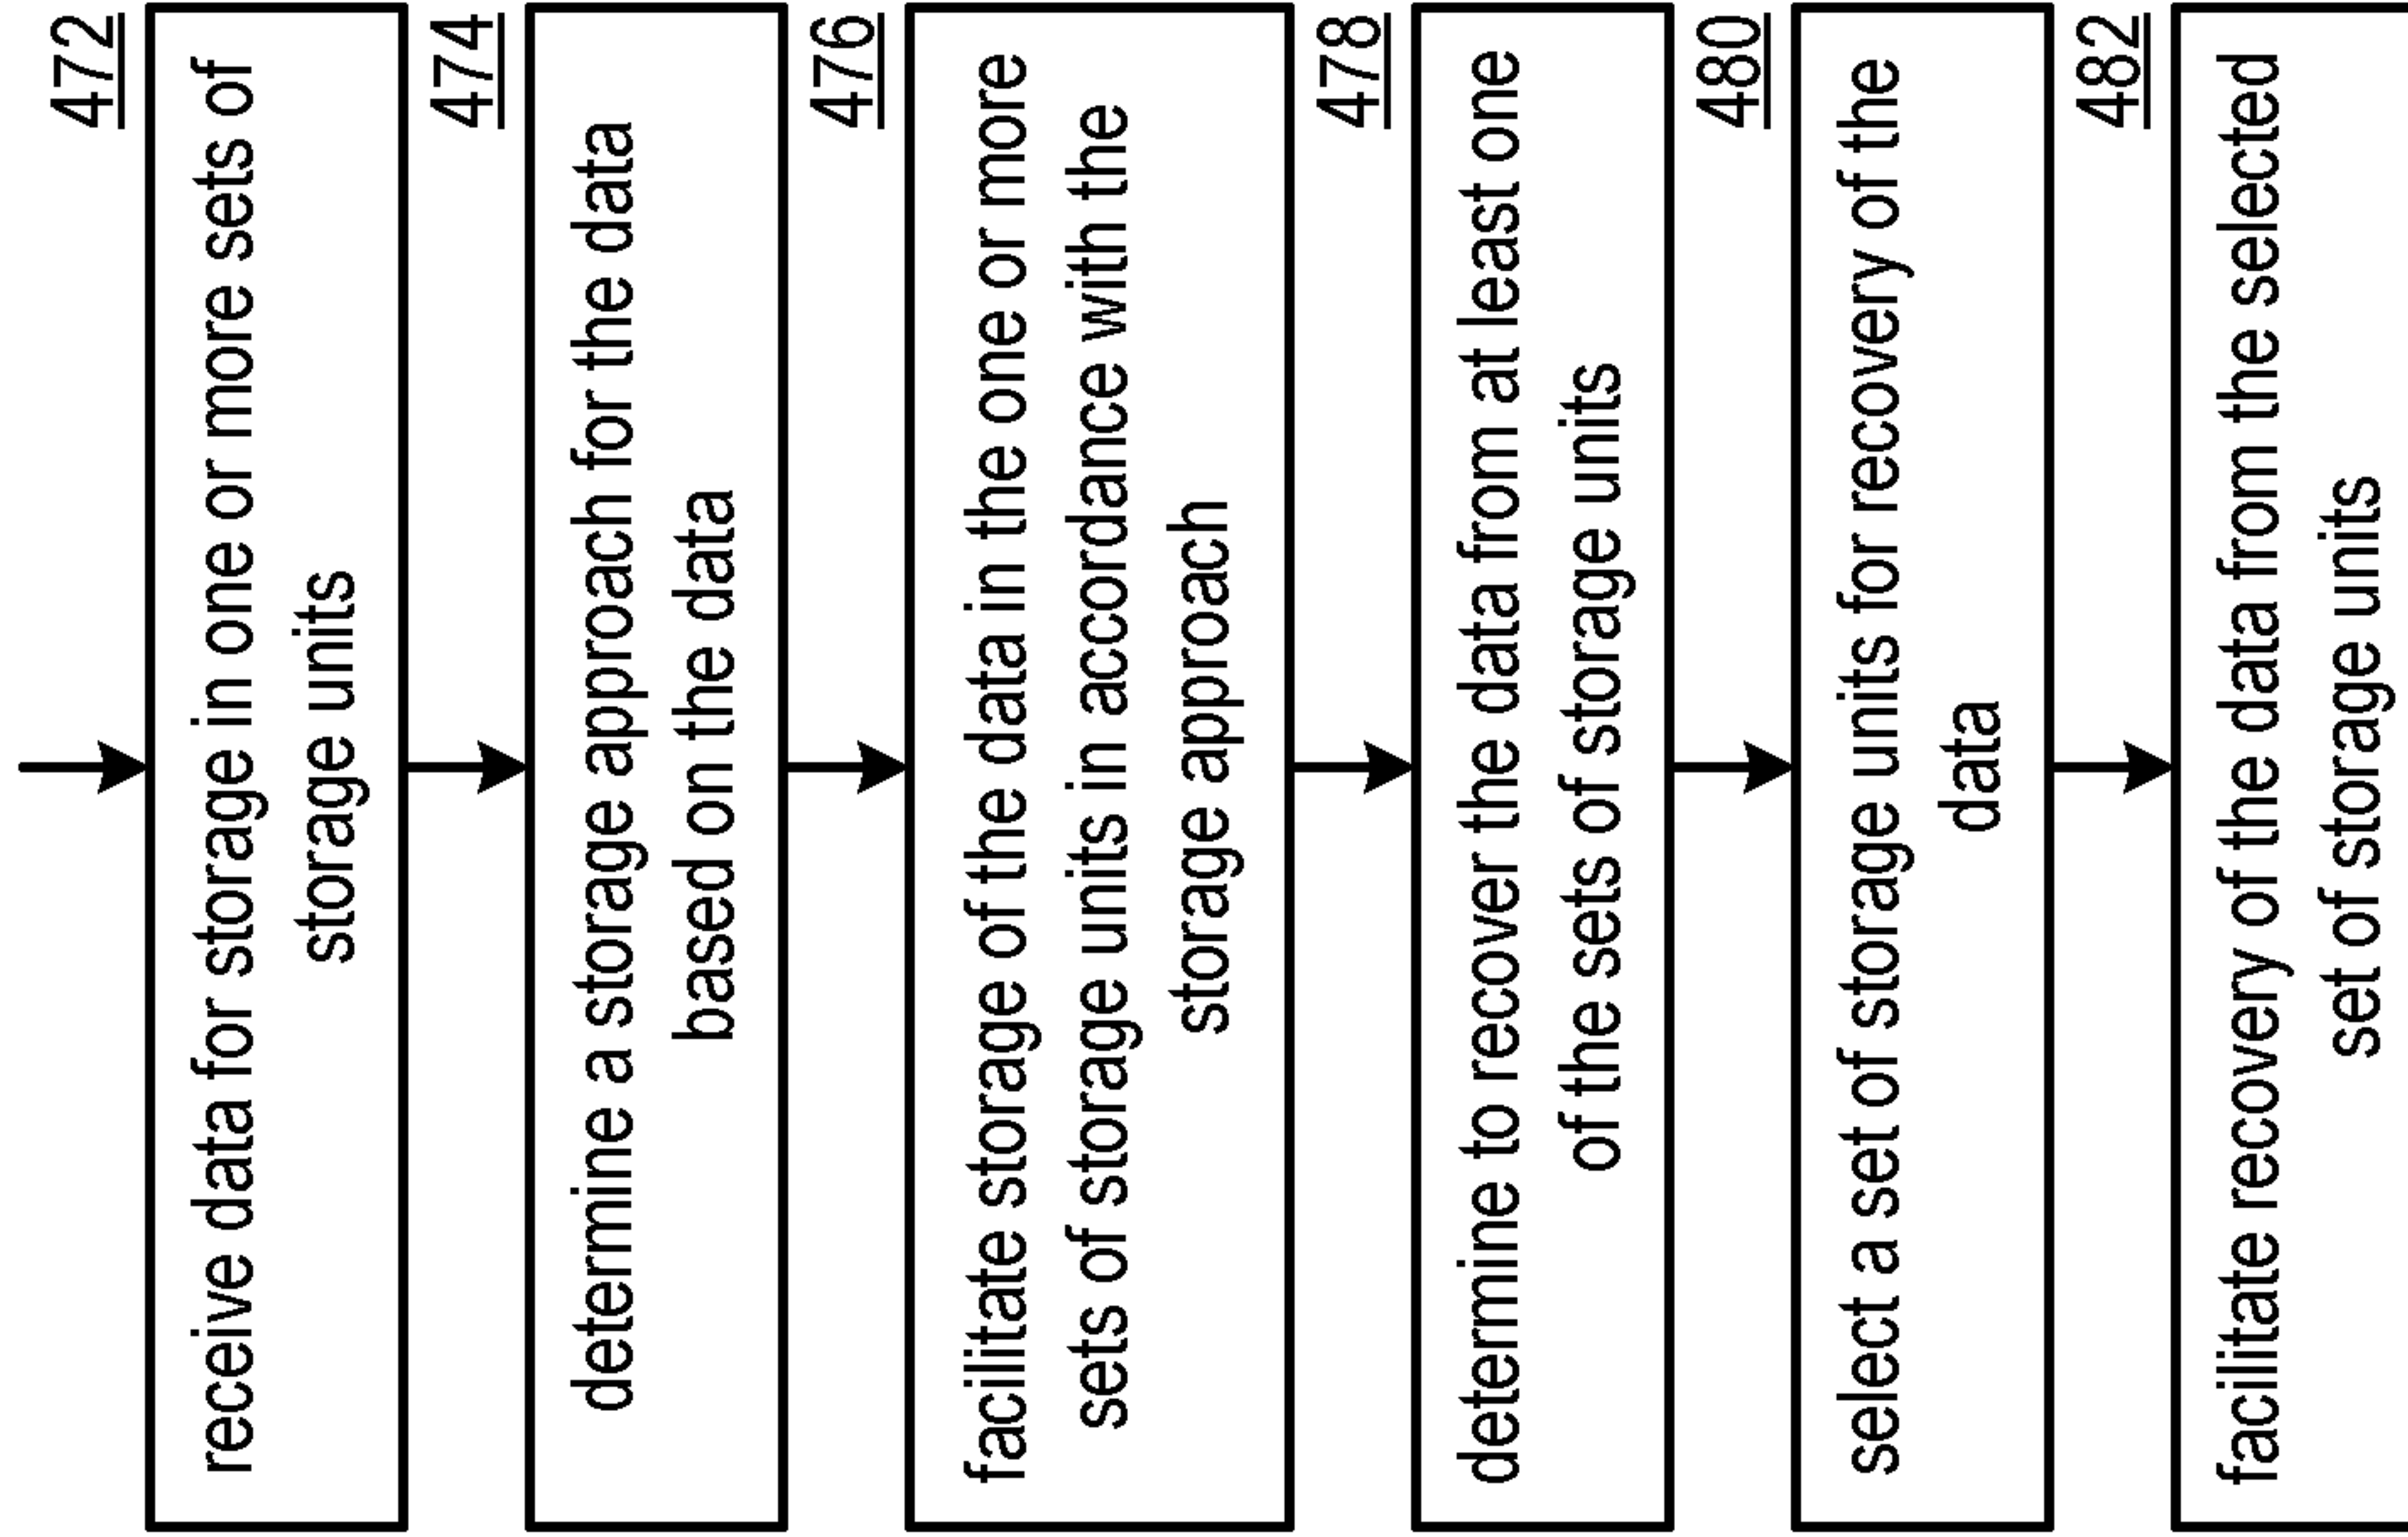 472
receive data for storage in one or more sets of
storage units
474
determine a storage approach for the data
based on the data
476
facilitate storage of the data in the one or more
sets of storage units in accordance with the
storage approach
478
determine to recover the data from at least one
of the sets of storage units
480
select a set of storage units for recovery of the
data
482
facilitate recovery of the data from the selected
set of storage units